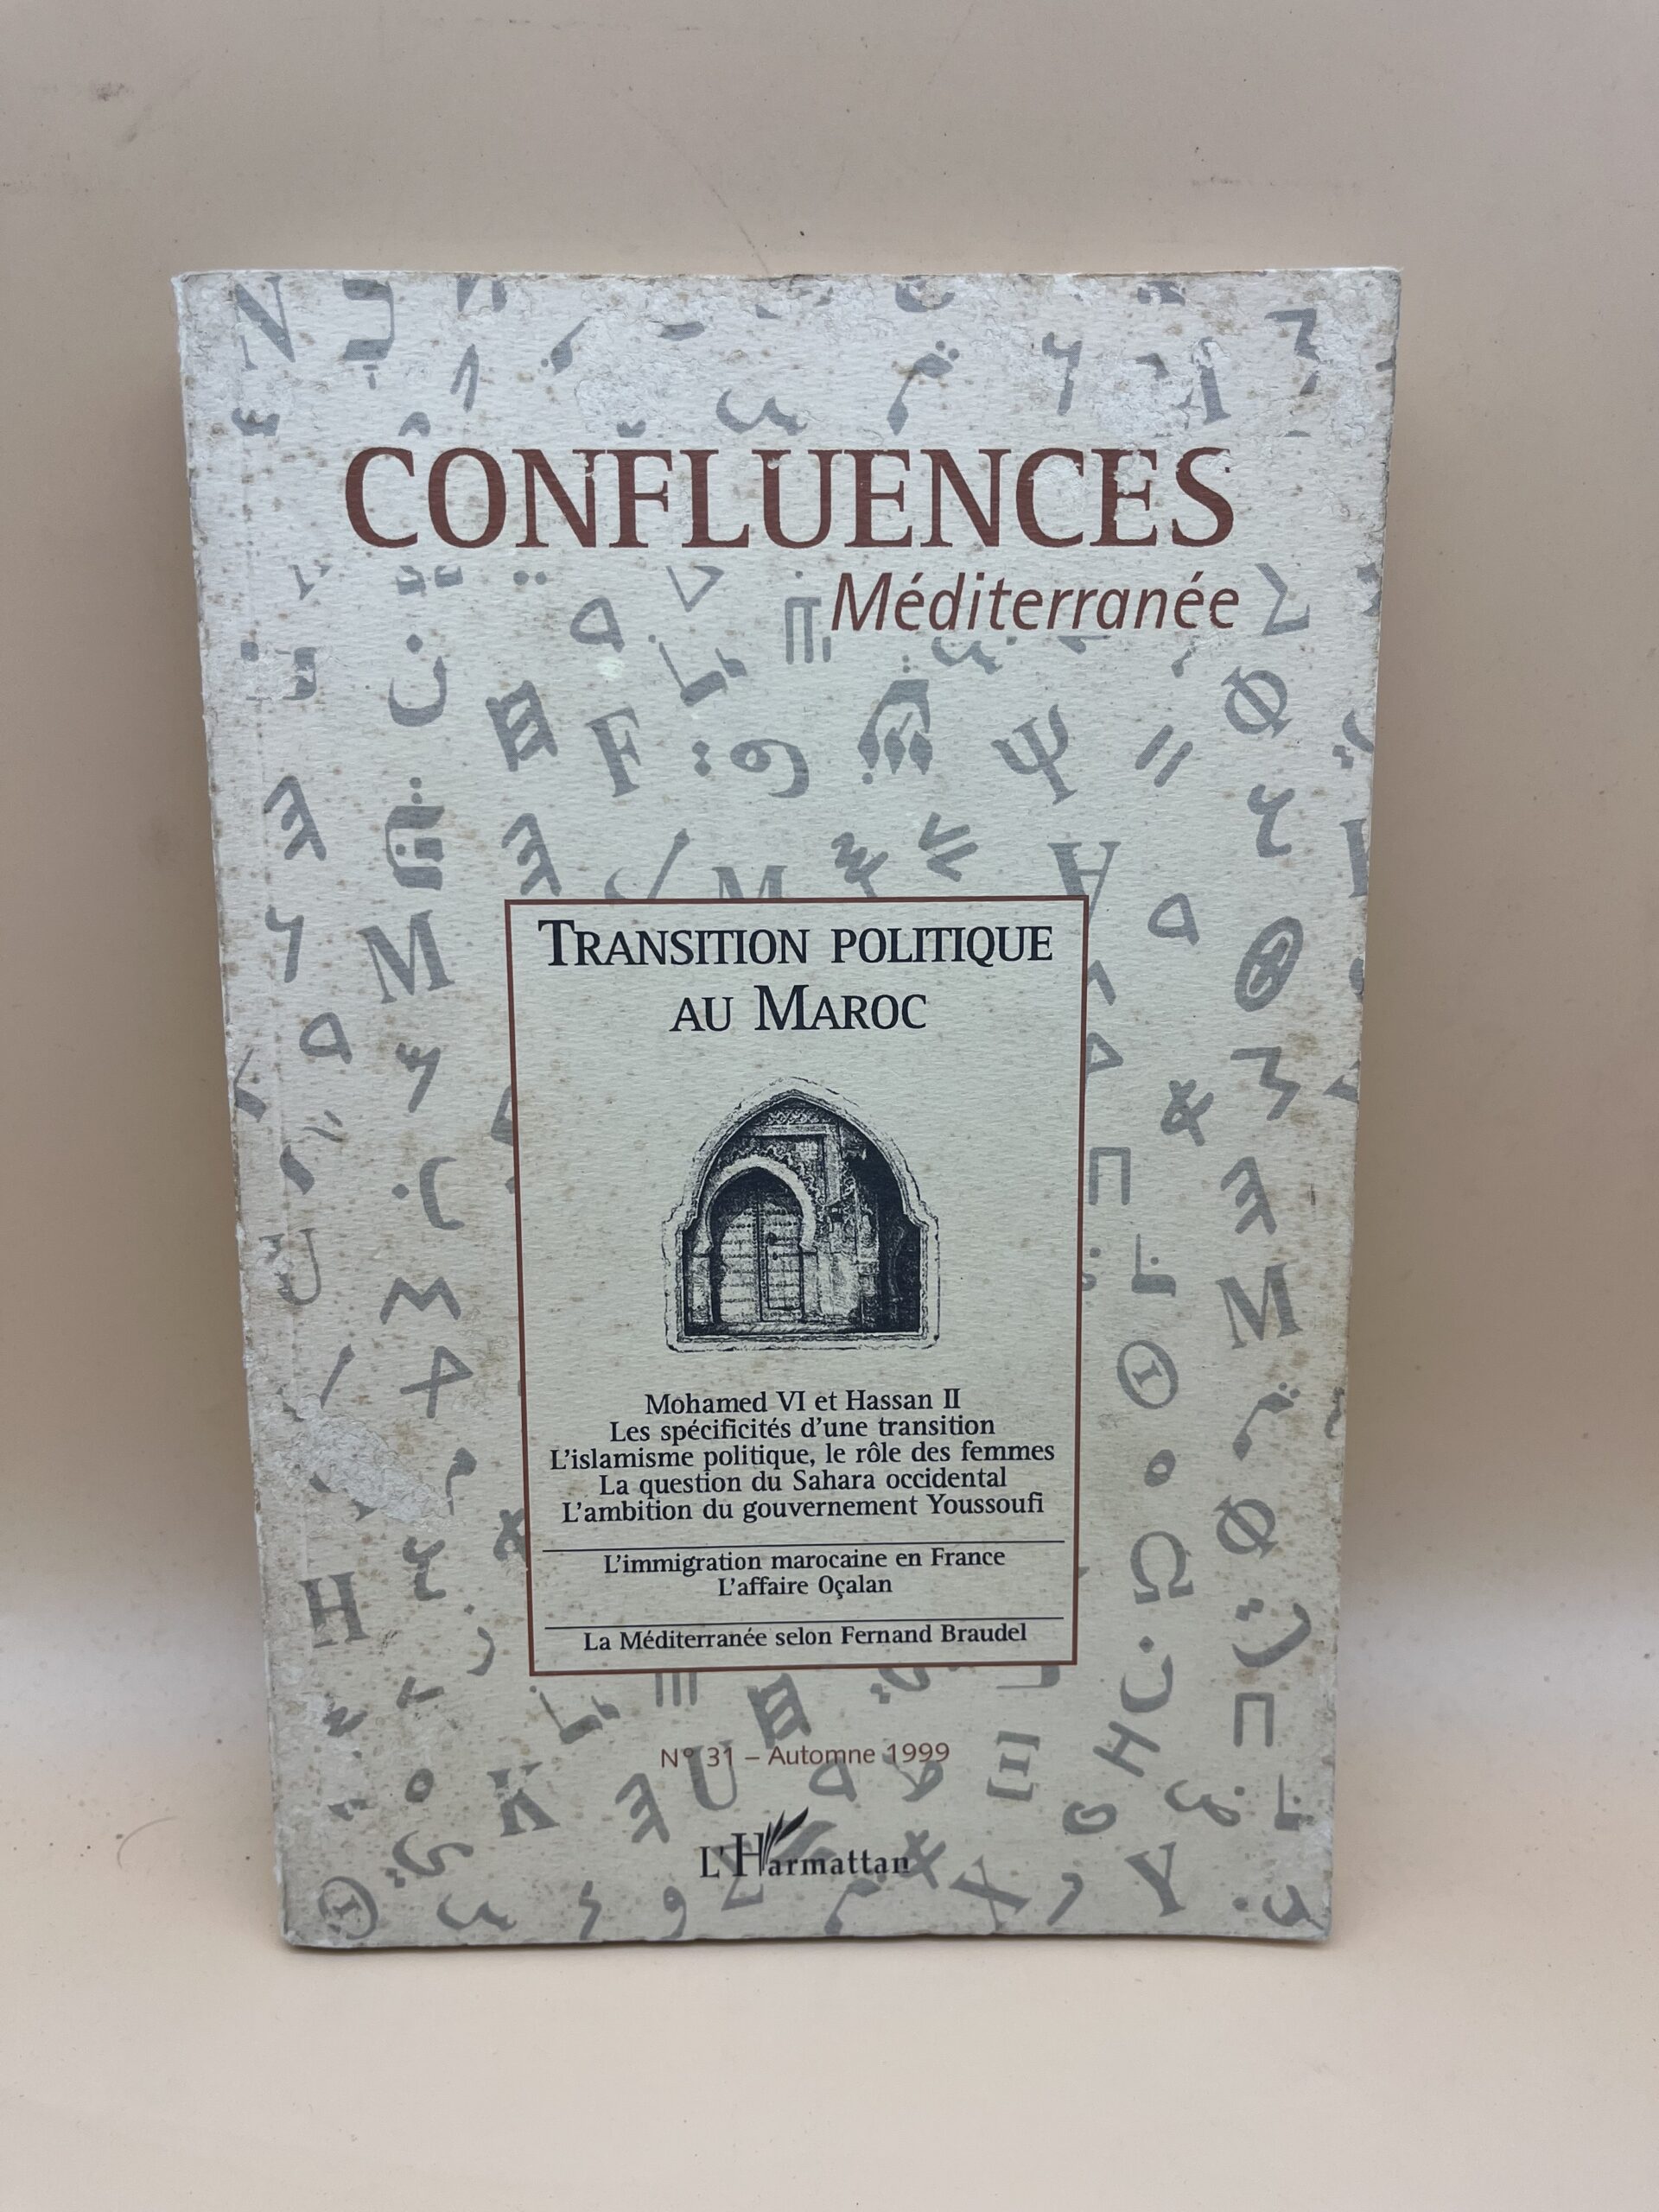 CONFLUENCES
Méditerranée
TRANSITION POLITIQUE
AU MAROC
Mohamed VI et Hassan II
Les spécificités d'une transition
L'islamisme politique, le rôle des femmes
La question du Sahara occidental
L'ambition du gouvernement Youssoufi
L'immigration marocaine en France
L'affaire Oçalan
La Méditerranée selon Fernand Braudel
N° 31 – Automne 1999
L'Harmattan